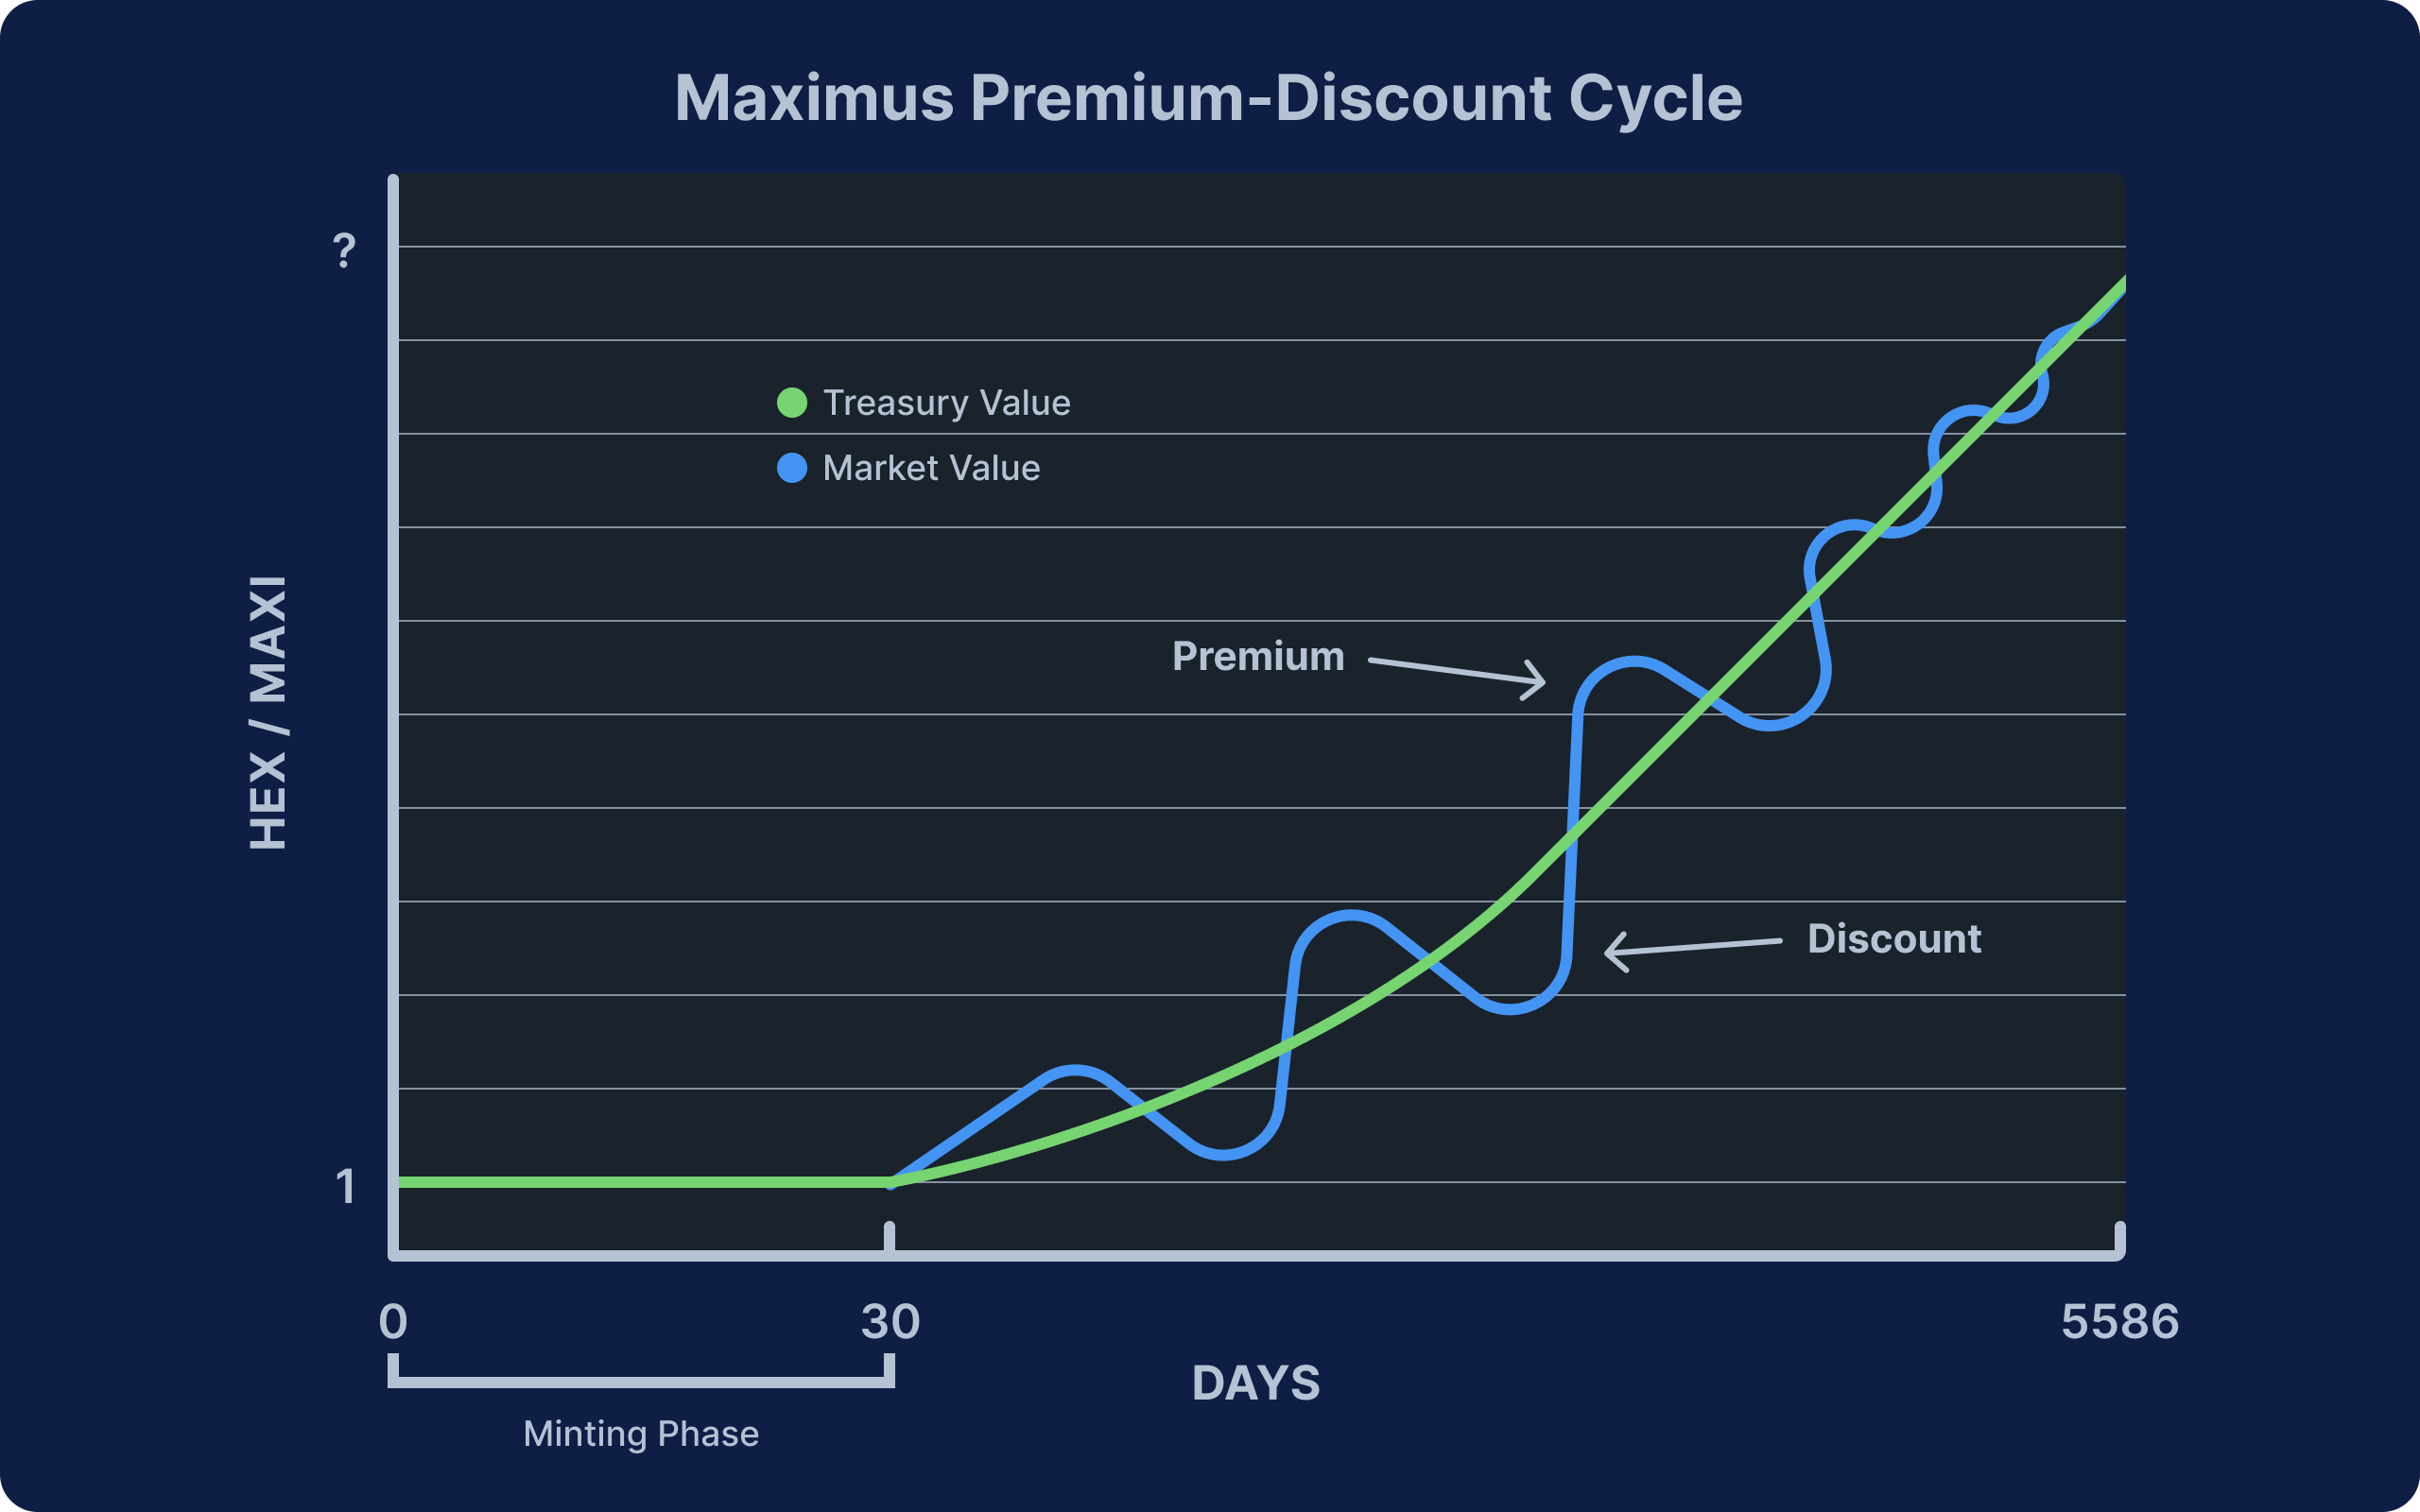 Maximus Premium-Discount Cycle
?
Treasury Value
Market Value
HEX / MAXI
Premium
Discount
1
0
30
5586
DAYS
Minting Phase